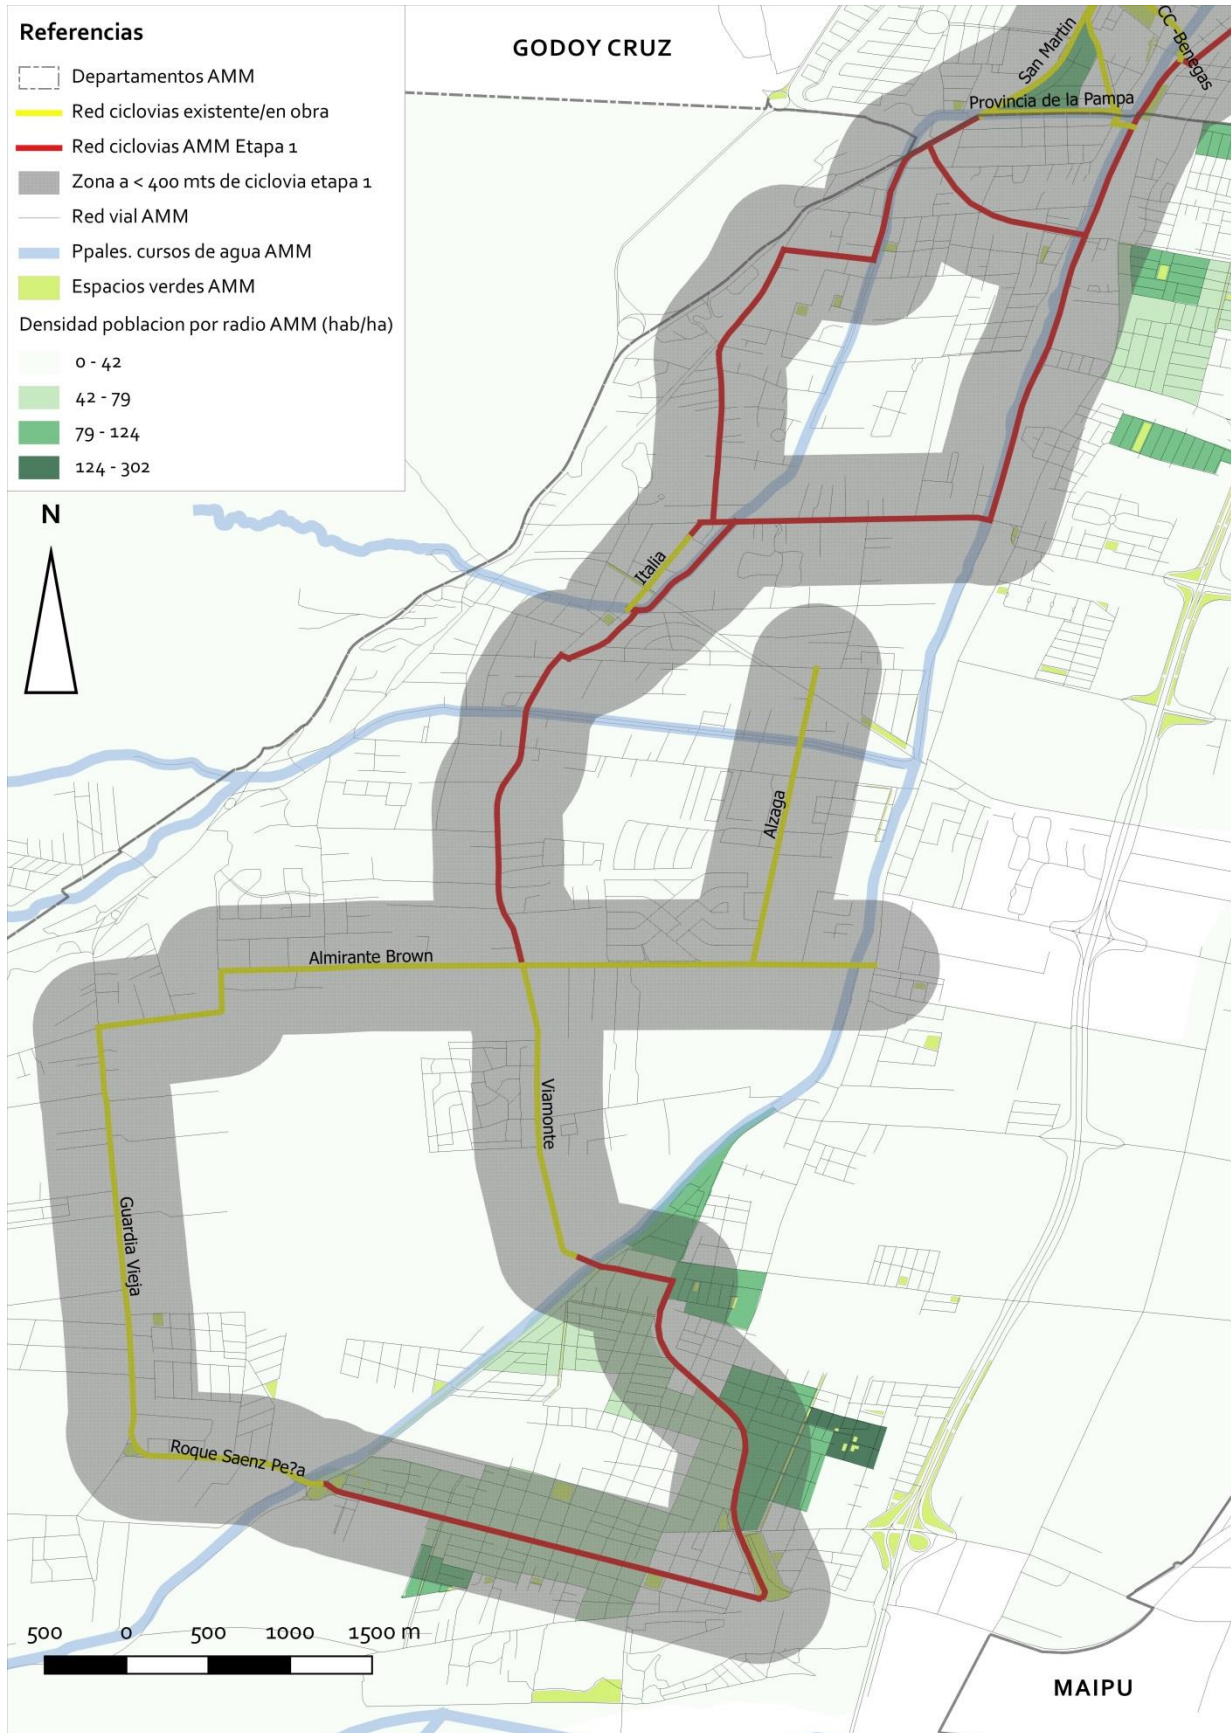 Referencias
Departamentos AMM
Red ciclovias existente/en obra
Red ciclovias AMM Etapa 1
Zona a < 400 mts de ciclovia etapa 1
Red vial AMM
Ppales. cursos de agua AMM
Espacios verdes AMM
Densidad poblacion por radio AMM (hab/ha)
0 - 42
42 - 79
79 - 124
124 - 302
N
GODOY CRUZ
San Martin
CC-Benegas
Provincia de la Pampa
Italia
Alzaga
Almirante Brown
Viamonte
Guardia Vieja
Roque Saenz Pe?a
500 0 500 1000 1500 m
MAIPU